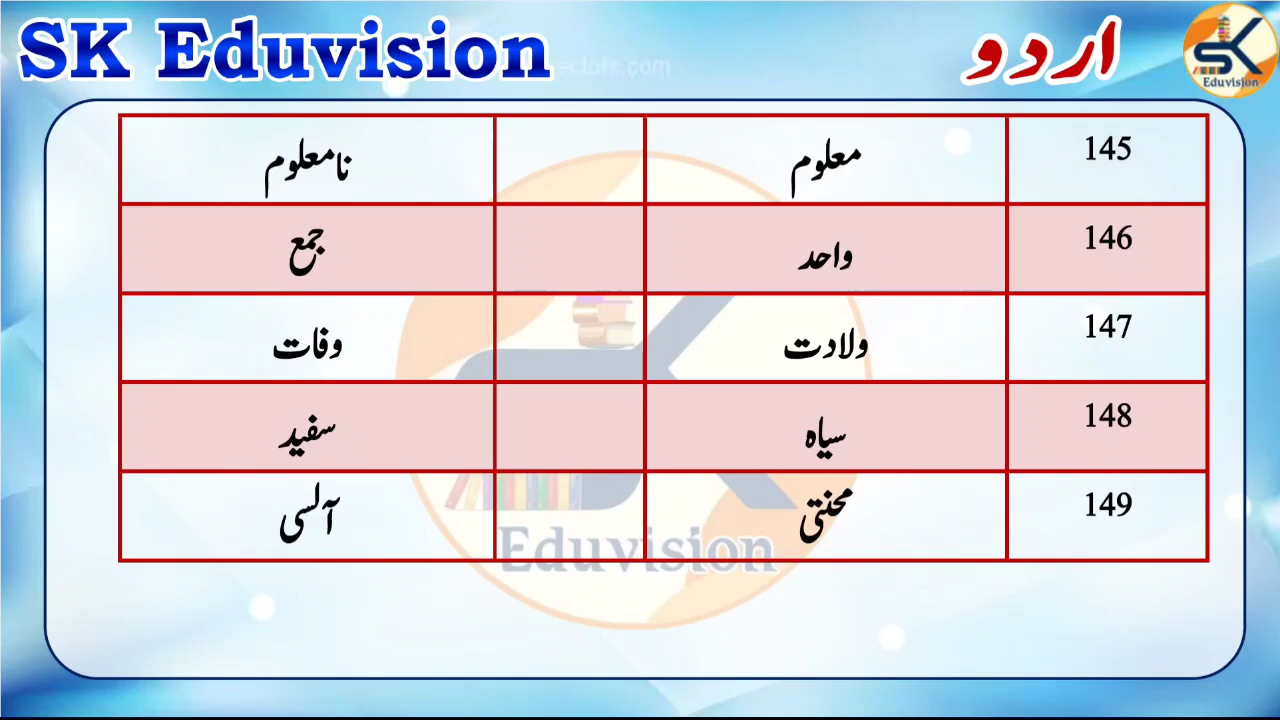 SK Eduvision
اردو
SK
Eduvision
145 معلوم نامعلوم
146 واحد جمع
147 ولادت وفات
148 سیاہ سفید
149 محنتی آلسی
Eduvision